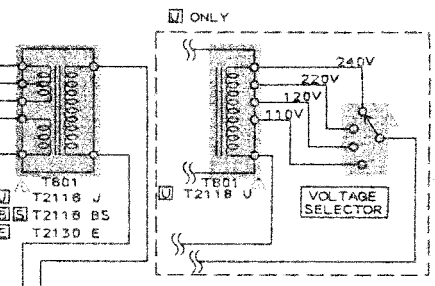 U ONLY
240V
220V
120V
110V
T801
T2118 J
S T2118 BS
E T2130 E
T801
U T2118 U
VOLTAGE
SELECTOR